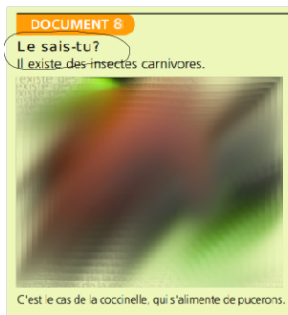 DOCUMENT 8
Le sais-tu?
Il existe des insectes carnivores.
C'est le cas de la coccinelle, qui s'alimente de pucerons.